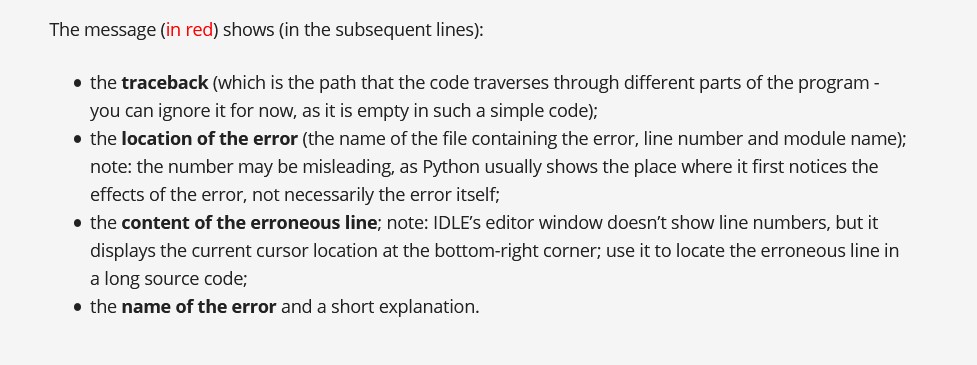 The message (in red) shows (in the subsequent lines):
• the traceback (which is the path that the code traverses through different parts of the program -
you can ignore it for now, as it is empty in such a simple code);
• the location of the error (the name of the file containing the error, line number and module name);
note: the number may be misleading, as Python usually shows the place where it first notices the
effects of the error, not necessarily the error itself;
• the content of the erroneous line; note: IDLE’s editor window doesn’t show line numbers, but it
displays the current cursor location at the bottom-right corner; use it to locate the erroneous line in
a long source code;
• the name of the error and a short explanation.